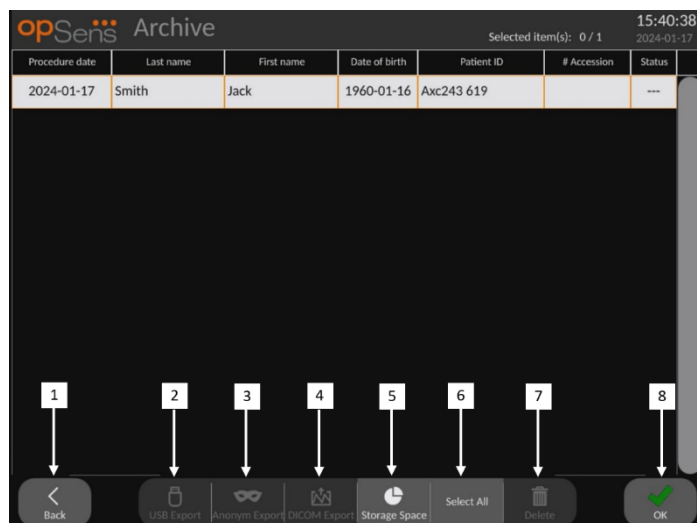 opSens Archive
Selected item(s): 0 / 1
15:40:38
2024-01-17
Procedure date Last name First name Date of birth Patient ID # Accession Status
2024-01-17 Smith Jack 1960-01-16 Axc243 619 ---
1 2 3 4 5 6 7 8
Back USB Export Anonym Export DICOM Export Storage Space Select All Delete OK